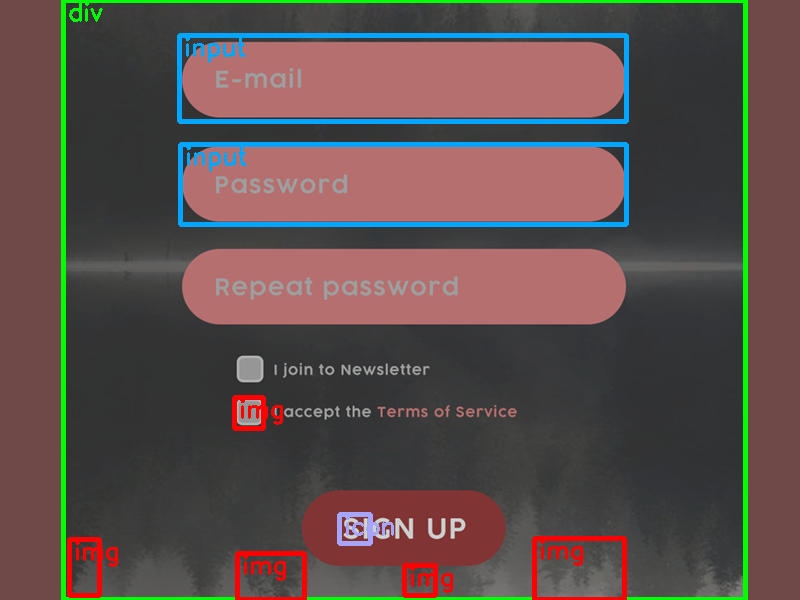 div
input
E-mail
input
Password
Repeat password
I join to Newsletter
img accept the Terms of Service
SIGN UP
icon
img
img
img
img